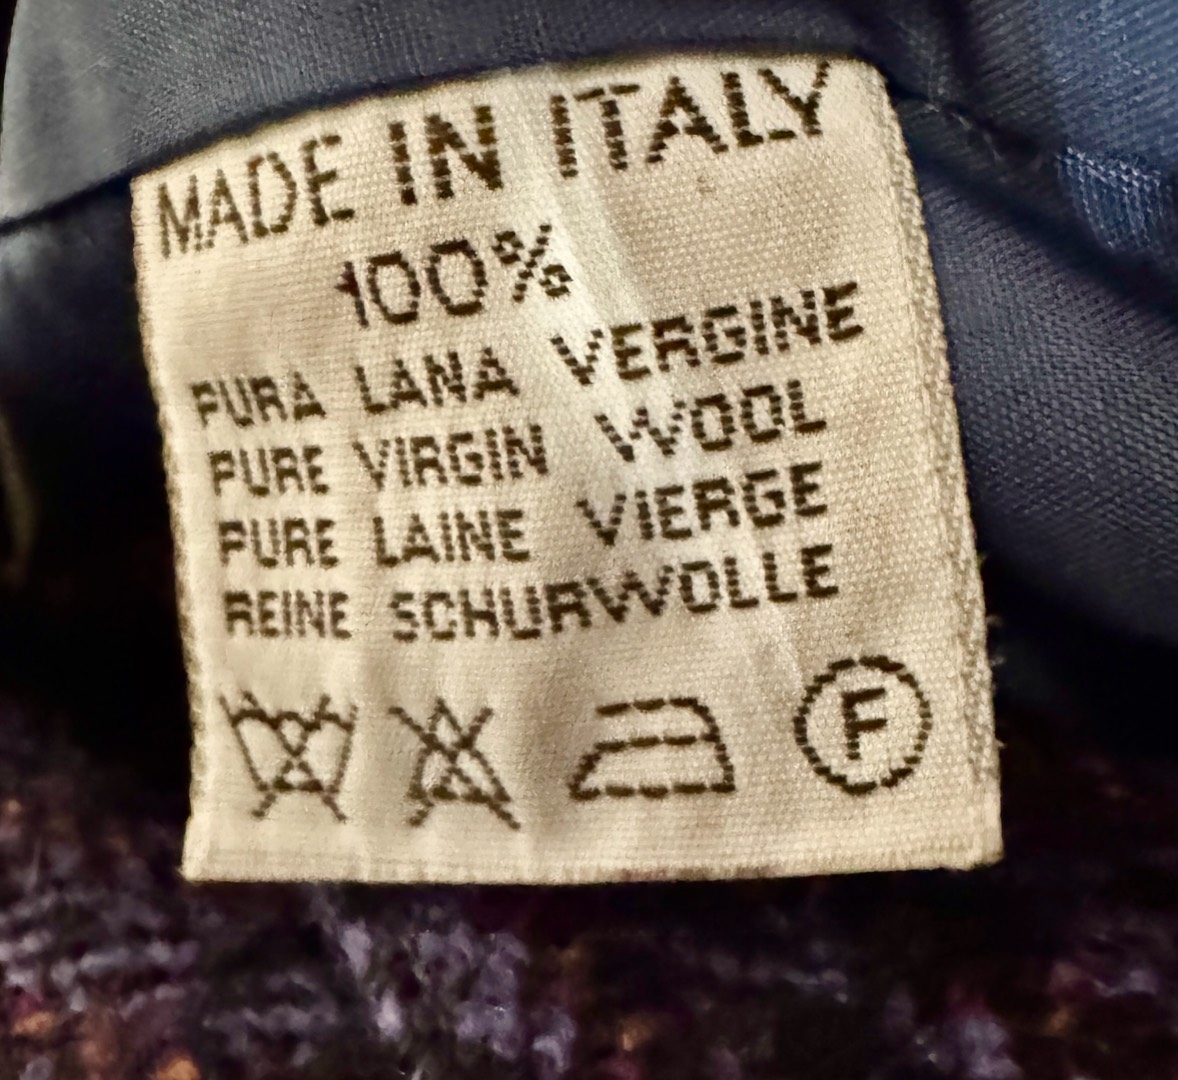 MADE IN ITALY
100%
PURA LANA VERGINE
PURE VIRGIN WOOL
PURE LAINE VIERGE
REINE SCHURWOLLE
F